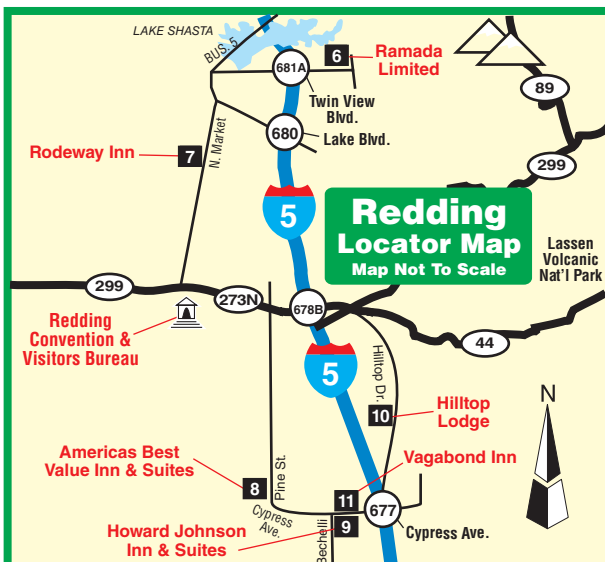 LAKE SHASTA
BUS. 5
681A
6
Ramada
Limited
Twin View
Blvd.
89
680
Lake Blvd.
N. Market
7
Rodeway Inn
299
5
Redding
Locator Map
Map Not To Scale
Lassen
Volcanic
Nat'l Park
299
273N
678B
44
Redding
Convention &
Visitors Bureau
5
Hilltop Dr.
10
Hilltop
Lodge
N
Americas Best
Value Inn & Suites
8
Pine St.
Vagabond Inn
11
677
Cypress Ave.
Cypress
Ave.
Howard Johnson
Inn & Suites
9
Bechelli